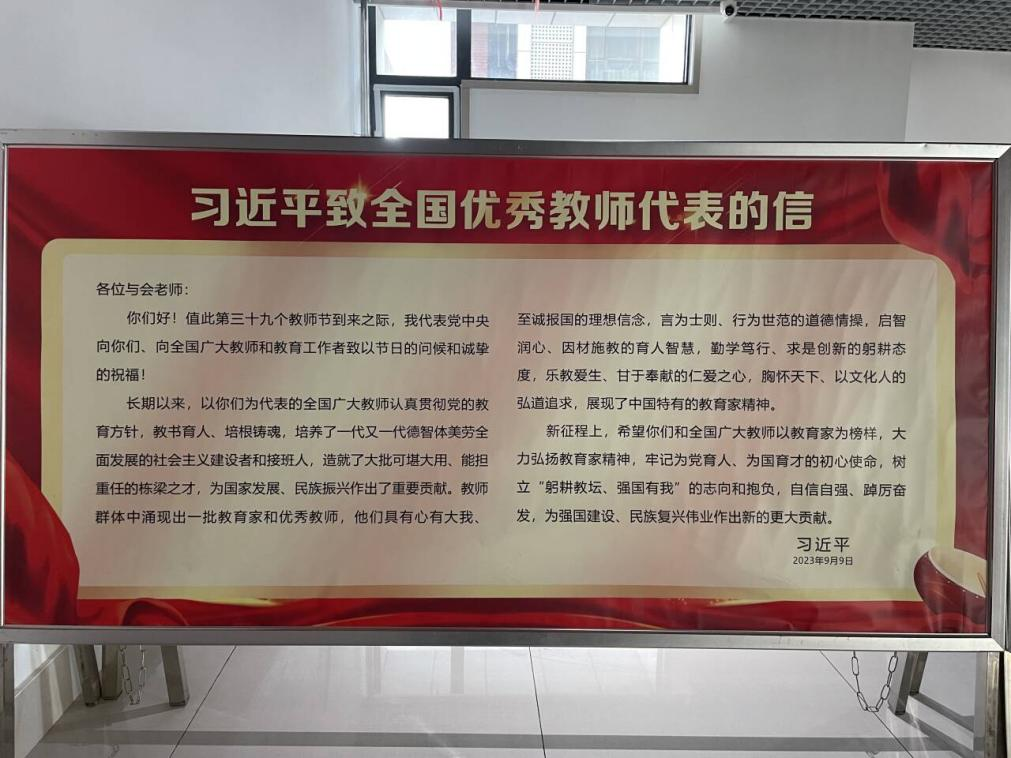 习近平致全国优秀教师代表的信
各位与会老师：
你们好！值此第三十九个教师节到来之际，我代表党中央
向你们、向全国广大教师和教育工作者致以节日的问候和诚挚
的祝福！
长期以来，以你们为代表的全国广大教师认真贯彻党的教
育方针，教书育人、培根铸魂，培养了一代又一代德智体美劳全
面发展的社会主义建设者和接班人，造就了大批可堪大用、能担
重任的栋梁之才，为国家发展、民族振兴作出了重要贡献。教师
群体中涌现出一批教育家和优秀教师，他们具有心有大我、
至诚报国的理想信念，言为士则、行为世范的道德情操，启智
润心、因材施教的育人智慧，勤学笃行、求是创新的躬耕态
度，乐教爱生、甘于奉献的仁爱之心，胸怀天下、以文化人的
弘道追求，展现了中国特有的教育家精神。
新征程上，希望你们和全国广大教师以教育家为榜样，大
力弘扬教育家精神，牢记为党育人、为国育才的初心使命，树
立“躬耕教坛、强国有我”的志向和抱负，自信自强、踔厉奋
发，为强国建设、民族复兴伟业作出新的更大贡献。
习近平
2023年9月9日